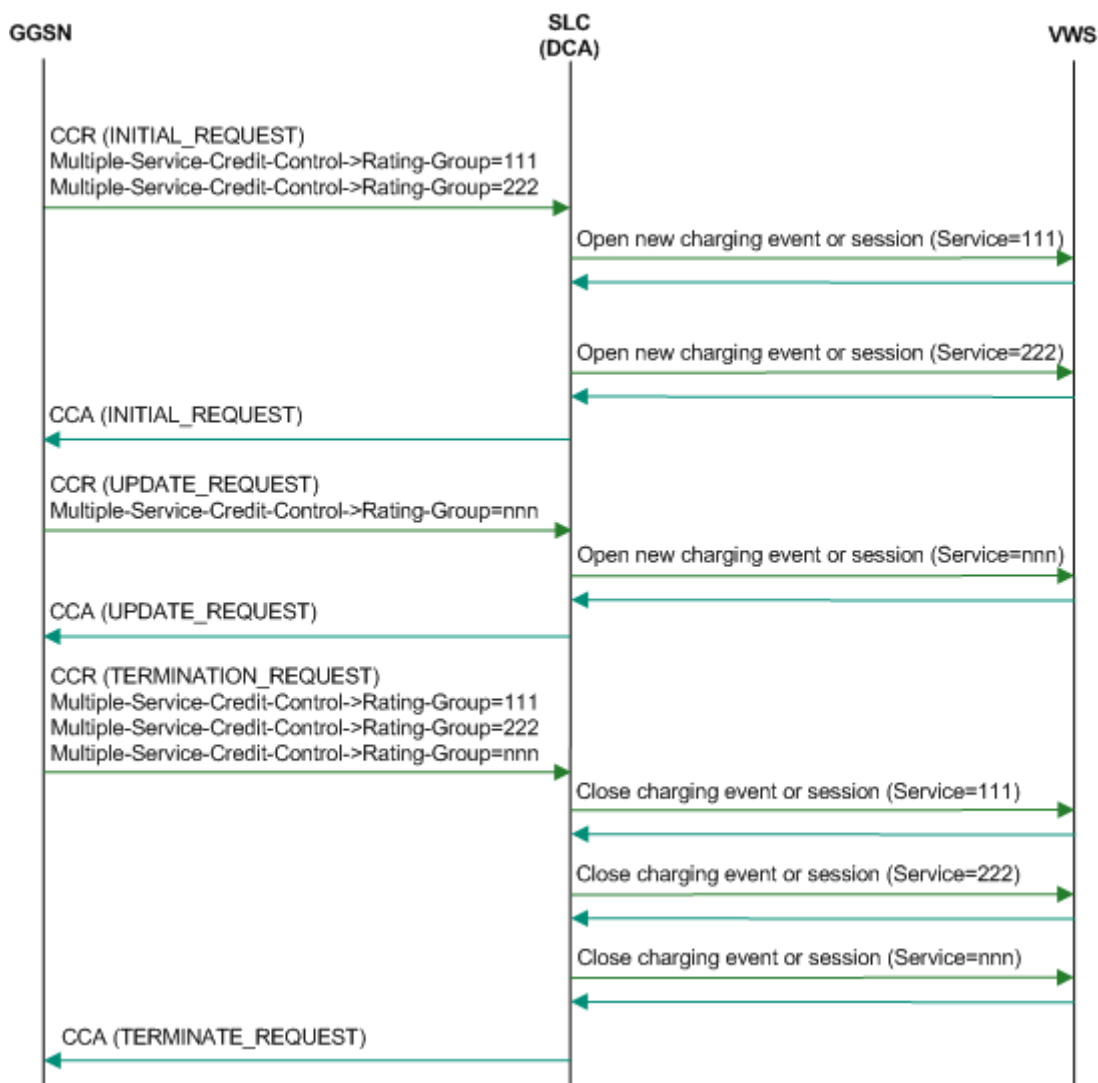 GGSN
SLC
(DCA)
VWS
CCR (INITIAL_REQUEST)
Multiple-Service-Credit-Control->Rating-Group=111
Multiple-Service-Credit-Control->Rating-Group=222
Open new charging event or session (Service=111)
Open new charging event or session (Service=222)
CCA (INITIAL_REQUEST)
CCR (UPDATE_REQUEST)
Multiple-Service-Credit-Control->Rating-Group=nnn
Open new charging event or session (Service=nnn)
CCA (UPDATE_REQUEST)
CCR (TERMINATION_REQUEST)
Multiple-Service-Credit-Control->Rating-Group=111
Multiple-Service-Credit-Control->Rating-Group=222
Multiple-Service-Credit-Control->Rating-Group=nnn
Close charging event or session (Service=111)
Close charging event or session (Service=222)
Close charging event or session (Service=nnn)
CCA (TERMINATE_REQUEST)